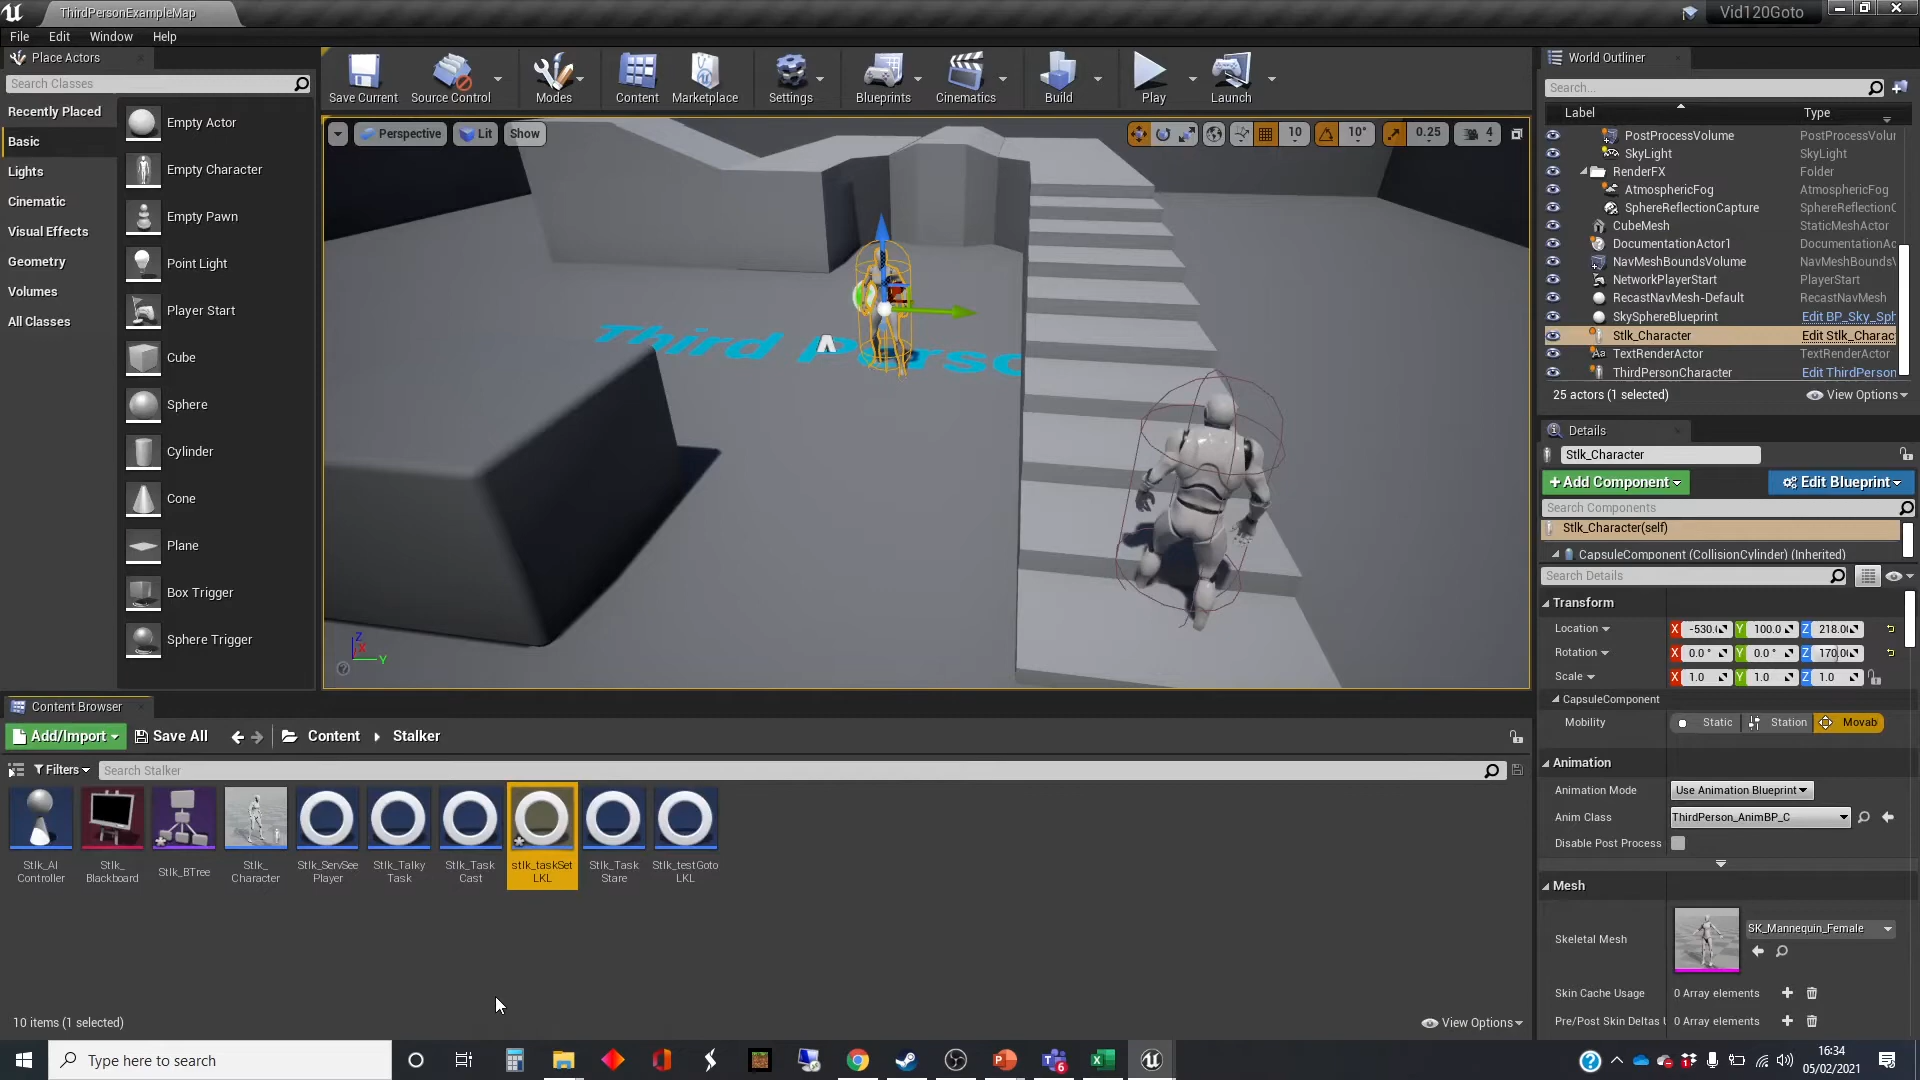 ThirdPersonExampleMap
Vid120Goto
File Edit Window Help
Place Actors
Search Classes
Recently Placed
Basic
Lights
Cinematic
Visual Effects
Geometry
Volumes
All Classes
Empty Actor
Empty Character
Empty Pawn
Point Light
Player Start
Cube
Sphere
Cylinder
Cone
Plane
Box Trigger
Sphere Trigger
Save Current Source Control Modes Content Marketplace Settings Blueprints Cinematics Build Play Launch
Perspective Lit Show
10 10° 0.25 4
Third Perso
Z X Y
World Outliner
Search...
Label Type
PostProcessVolume PostProcessVolur
SkyLight SkyLight
RenderFX Folder
AtmosphericFog AtmosphericFog
SphereReflectionCapture SphereReflectionC
CubeMesh StaticMeshActor
DocumentationActor1 DocumentationAc
NavMeshBoundsVolume NavMeshBoundsV
NetworkPlayerStart PlayerStart
RecastNavMesh-Default RecastNavMesh
SkySphereBlueprint Edit BP_Sky_Sph
Stlk_Character Edit Stlk_Charac
TextRenderActor TextRenderActor
ThirdPersonCharacter Edit ThirdPerson
25 actors (1 selected) View Options
Details
Stlk_Character
+Add Component Edit Blueprint
Search Components
Stlk_Character(self)
CapsuleComponent (CollisionCylinder) (Inherited)
Search Details
Transform
Location X -530.( Y 100.0 Z 218.0(
Rotation X 0.0 ° Y 0.0 ° Z 170.0(
Scale X 1.0 Y 1.0 Z 1.0
CapsuleComponent
Mobility Static Station Movab
Animation
Animation Mode Use Animation Blueprint
Anim Class ThirdPerson_AnimBP_C
Disable Post Process
Mesh
Skeletal Mesh SK_Mannequin_Female
Skin Cache Usage 0 Array elements
Pre/Post Skin Deltas U 0 Array elements
Content Browser
Add/Import Save All Content Stalker
Filters Search Stalker
Stlk_AI Controller
Stlk_ Blackboard
Stlk_BTree
Stlk_ Character
Stlk_ServSee Player
Stlk_Talky Task
Stlk_Task Cast
stlk_taskSet LKL
Stlk_Task Stare
Stlk_testGoto LKL
10 items (1 selected) View Options
Type here to search
6
16:34
05/02/2021